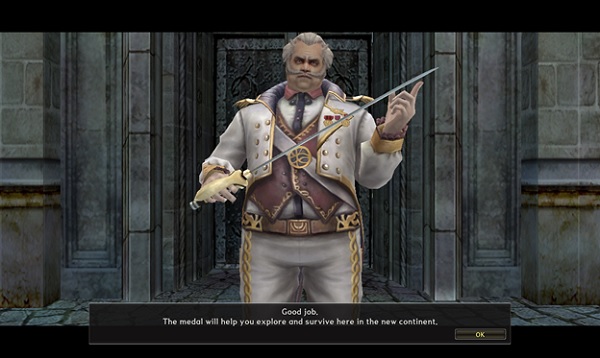 Good job.
The medal will help you explore and survive here in the new continent.
OK